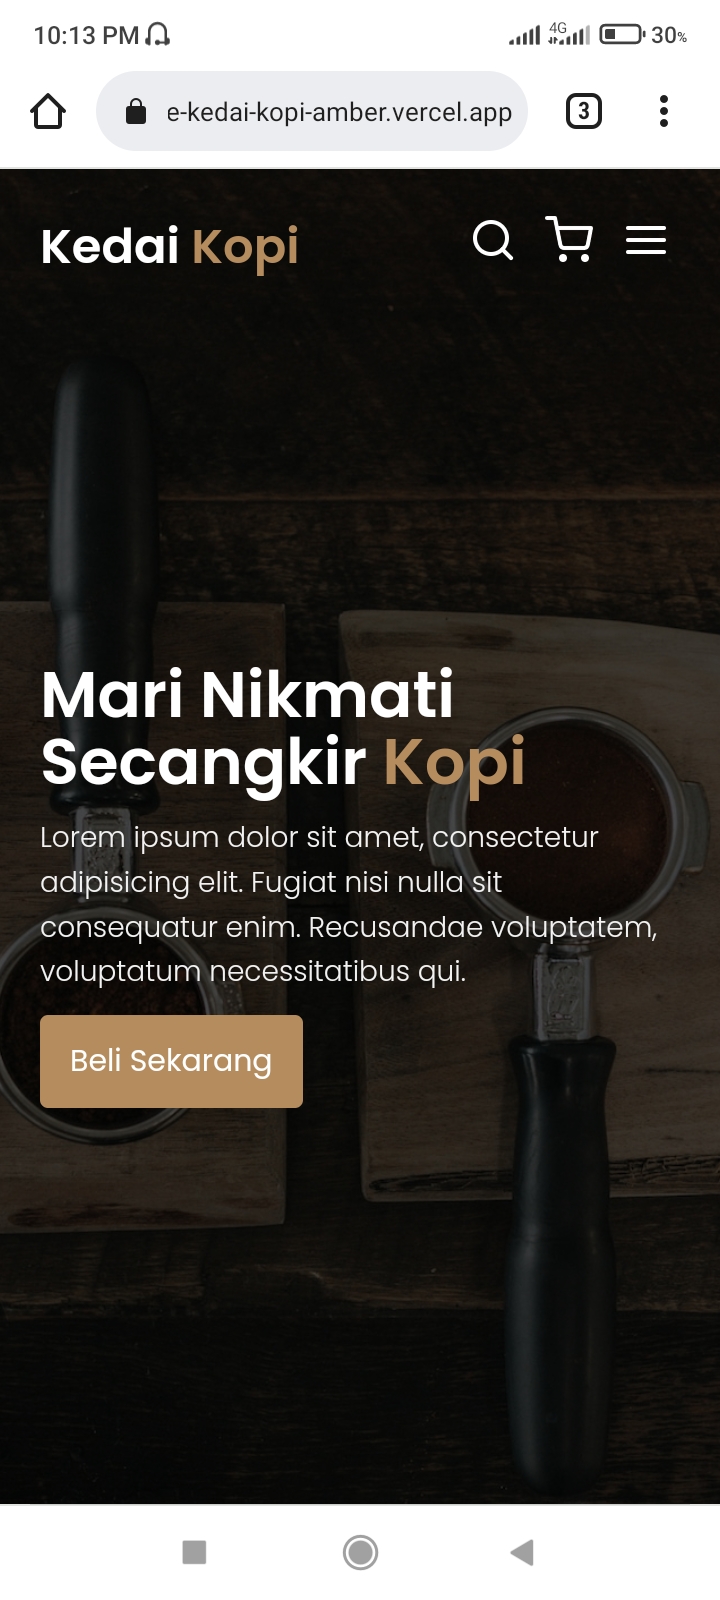 10:13 PM 4G 30%
e-kedai-kopi-amber.vercel.app 3
Kedai Kopi
Mari Nikmati
Secangkir Kopi
Lorem ipsum dolor sit amet, consectetur
adipisicing elit. Fugiat nisi nulla sit
consequatur enim. Recusandae voluptatem,
voluptatum necessitatibus qui.
Beli Sekarang